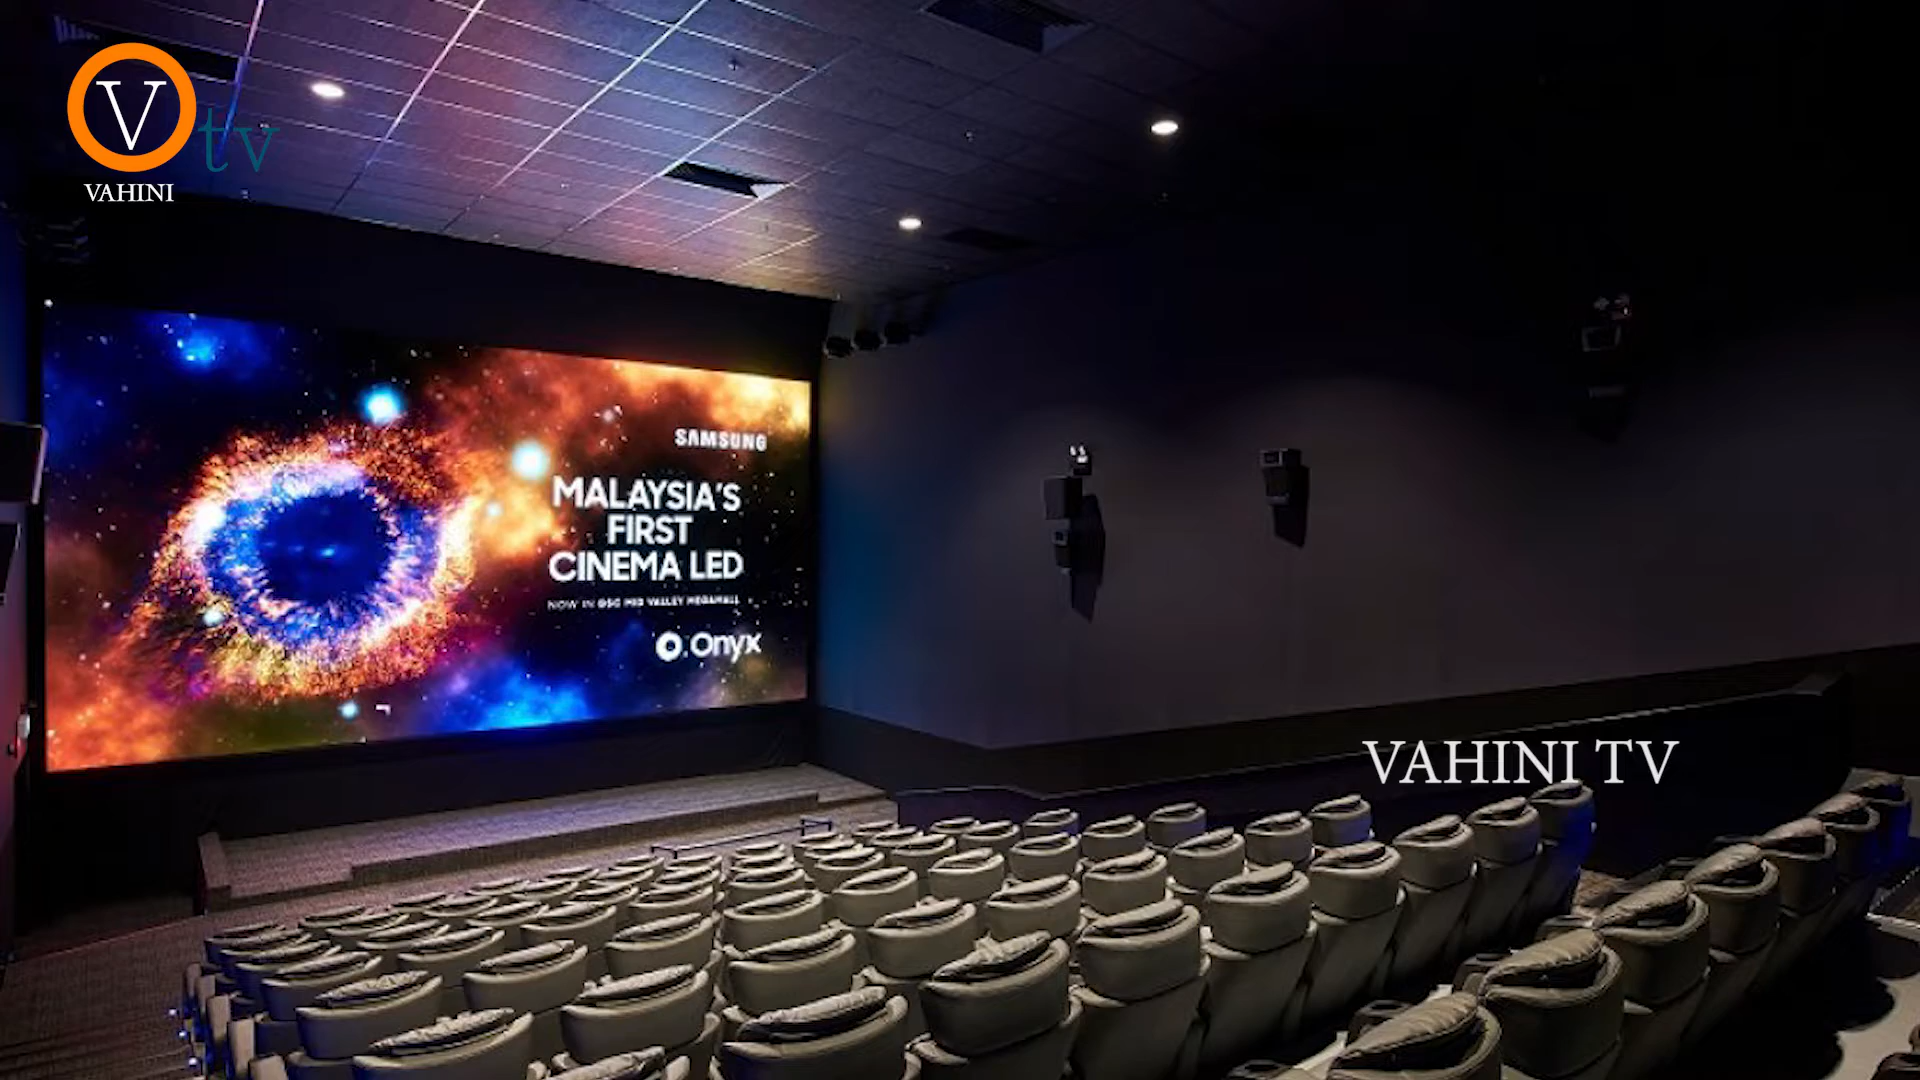 V
tv
VAHINI
SAMSUNG
MALAYSIA'S
FIRST
CINEMA LED
NOW IN GSC MID VALLEY MEGAMALL
Onyx
VAHINI TV